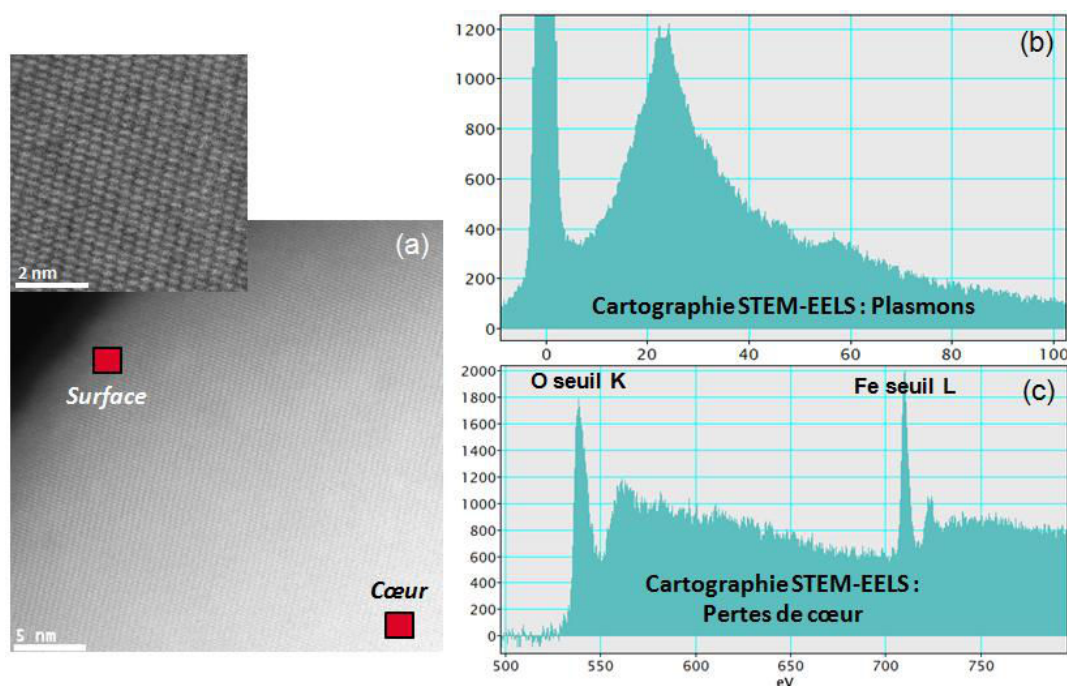 2 nm
(a)
Surface
Cœur
5 nm
1200
1000
800
600
400
200
0
(b)
Cartographie STEM-EELS : Plasmons
0 20 40 60 80 100
2000
1800
1600
1400
1200
1000
800
600
400
200
0
O seuil K
Fe seuil L
(c)
Cartographie STEM-EELS :
Pertes de cœur
500 550 600 650 700 750
eV